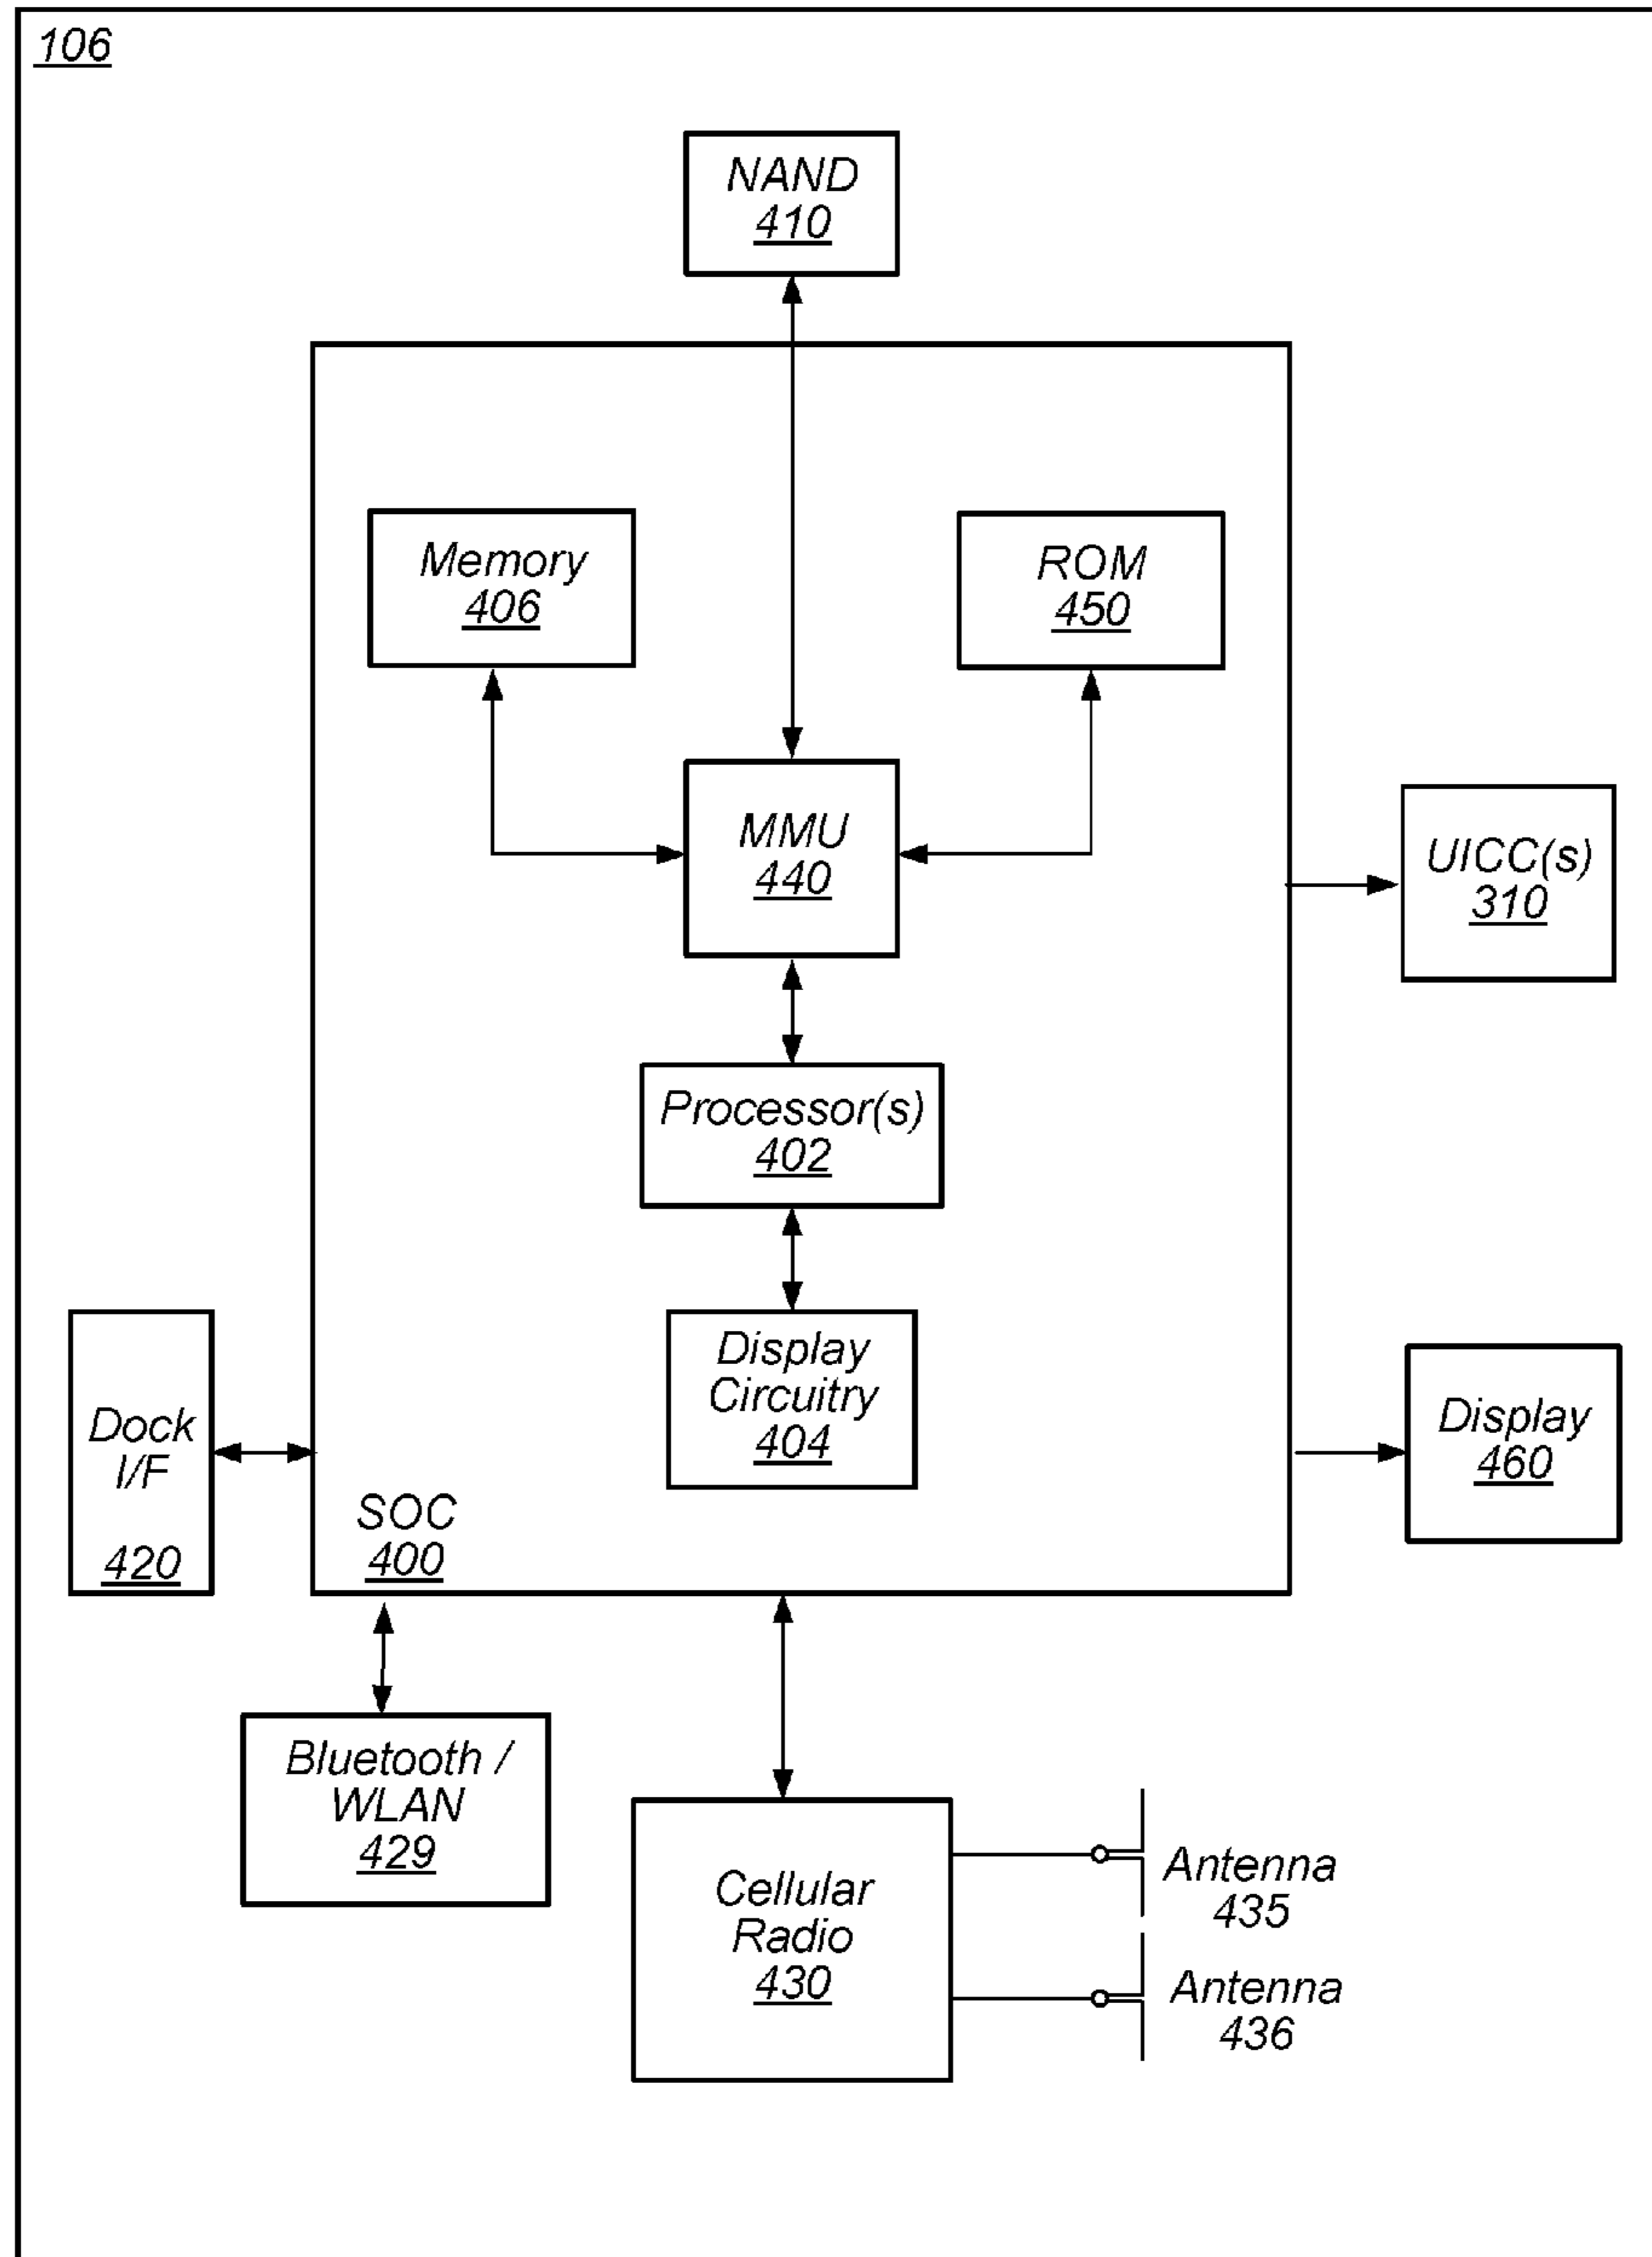 106
NAND
410
Memory
406
ROM
450
MMU
440
UICC(s)
310
Processor(s)
402
Display
Circuitry
404
Dock
I/F
420
Display
460
SOC
400
Bluetooth /
WLAN
429
Cellular
Radio
430
Antenna
435
Antenna
436